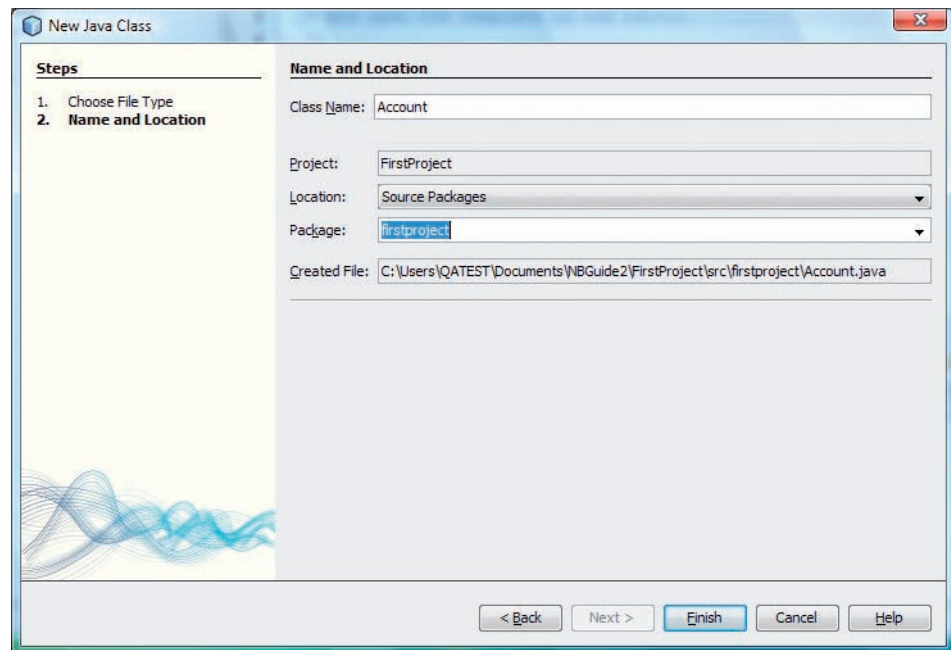 New Java Class
Steps
1. Choose File Type
2. Name and Location
Name and Location
Class Name: Account
Project: FirstProject
Location: Source Packages
Package: firstproject
Created File: C:\Users\QATEST\Documents\NBGuide2\FirstProject\src\firstproject\Account.java
< Back Next > Finish Cancel Help